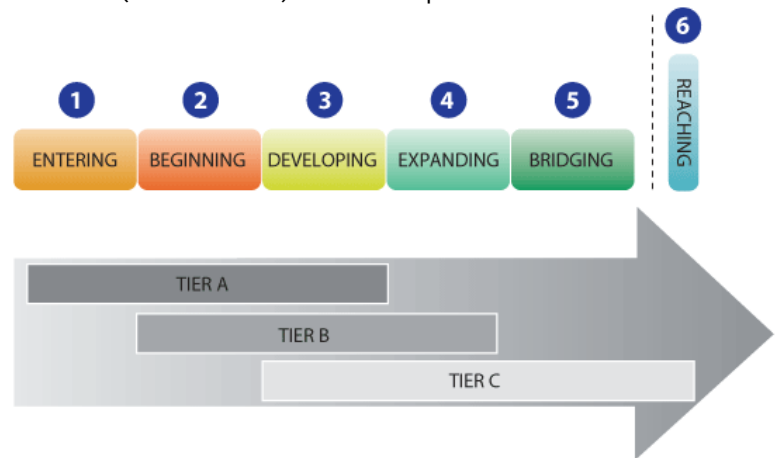 6
1 2 3 4 5
REACHING
ENTERING BEGINNING DEVELOPING EXPANDING BRIDGING
TIER A
TIER B
TIER C